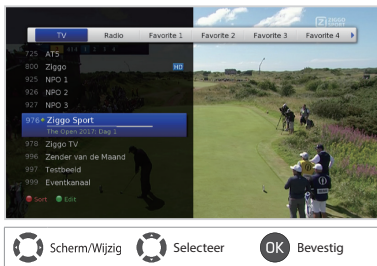 ZIGGO SPORT
TV Radio Favorite 1 Favorite 2 Favorite 3 Favorite 4
725 AT5
800 Ziggo HD
925 NPO 1
926 NPO 2
927 NPO 3
976 Ziggo Sport
The Open 2017: Dag 1
978 Ziggo TV
996 Zender van de Maand
997 Testbeeld
999 Eventkanaal
Sort Edit
Scherm/Wijzig Selecteer OK Bevestig